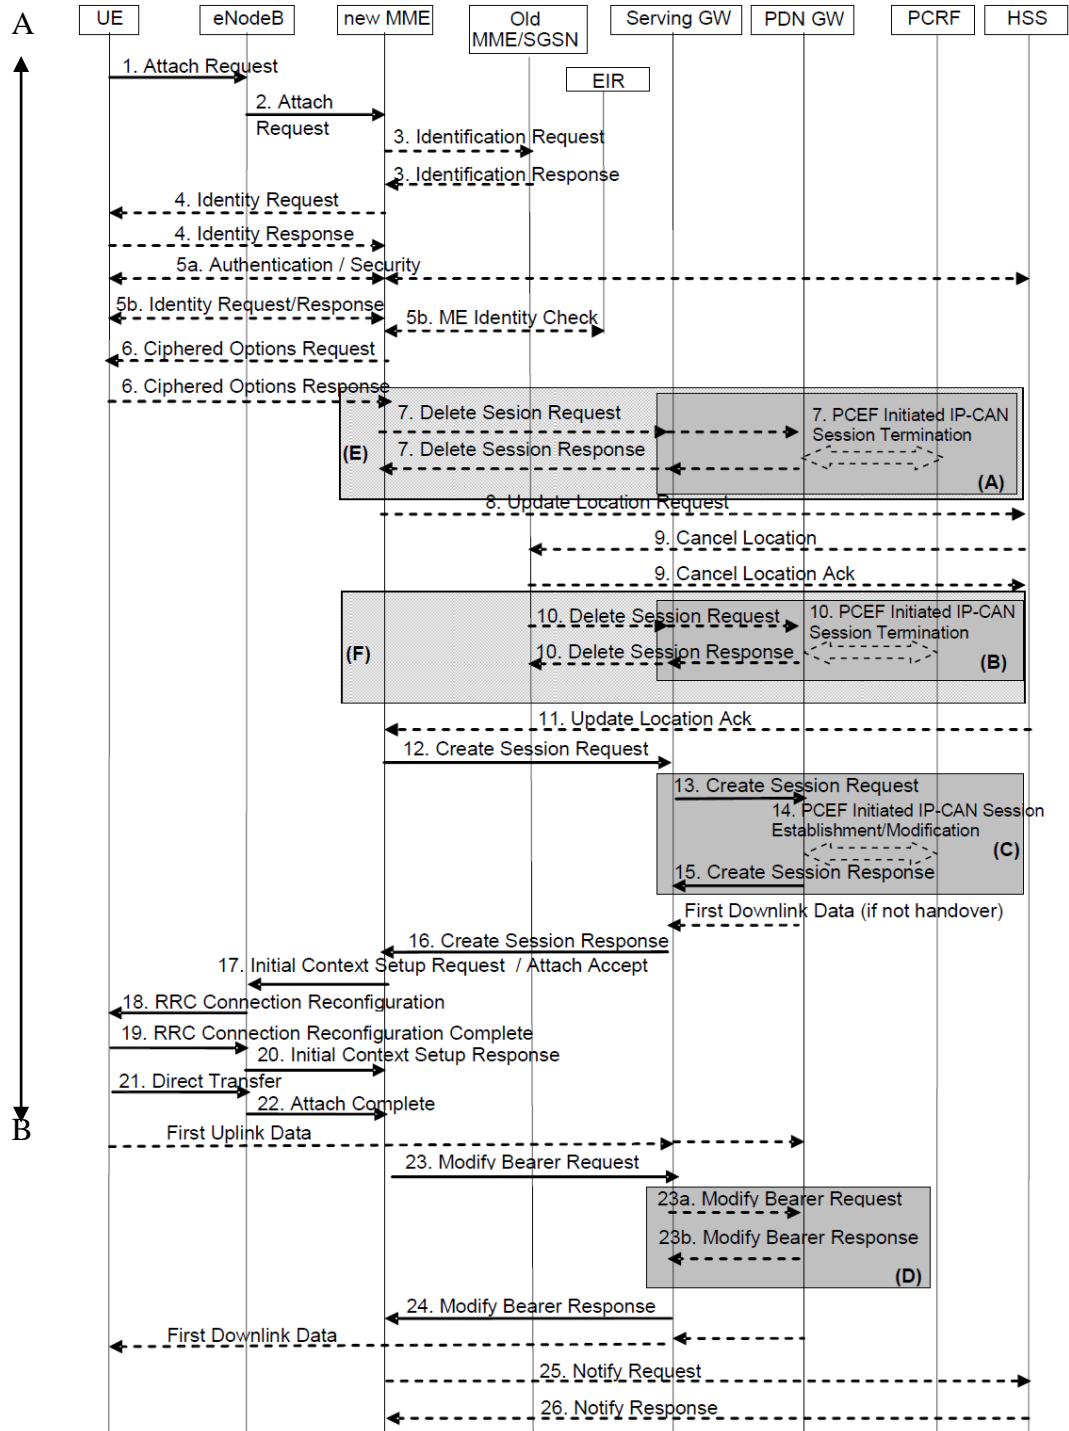 A
UE
eNodeB
new MME
Old
MME/SGSN
Serving GW
PDN GW
PCRF
HSS
EIR
1. Attach Request
2. Attach
Request
3. Identification Request
3. Identification Response
4. Identity Request
4. Identity Response
5a. Authentication / Security
5b. Identity Request/Response
5b. ME Identity Check
6. Ciphered Options Request
6. Ciphered Options Response
7. Delete Sesion Request
7. PCEF Initiated IP-CAN
Session Termination
(E)
7. Delete Session Response
(A)
8. Update Location Request
9. Cancel Location
9. Cancel Location Ack
10. Delete Session Request
10. PCEF Initiated IP-CAN
Session Termination
(F)
10. Delete Session Response
(B)
11. Update Location Ack
12. Create Session Request
13. Create Session Request
14. PCEF Initiated IP-CAN Session
Establishment/Modification
(C)
15. Create Session Response
First Downlink Data (if not handover)
16. Create Session Response
17. Initial Context Setup Request / Attach Accept
18. RRC Connection Reconfiguration
19. RRC Connection Reconfiguration Complete
20. Initial Context Setup Response
21. Direct Transfer
22. Attach Complete
B
First Uplink Data
23. Modify Bearer Request
23a. Modify Bearer Request
23b. Modify Bearer Response
(D)
24. Modify Bearer Response
First Downlink Data
25. Notify Request
26. Notify Response